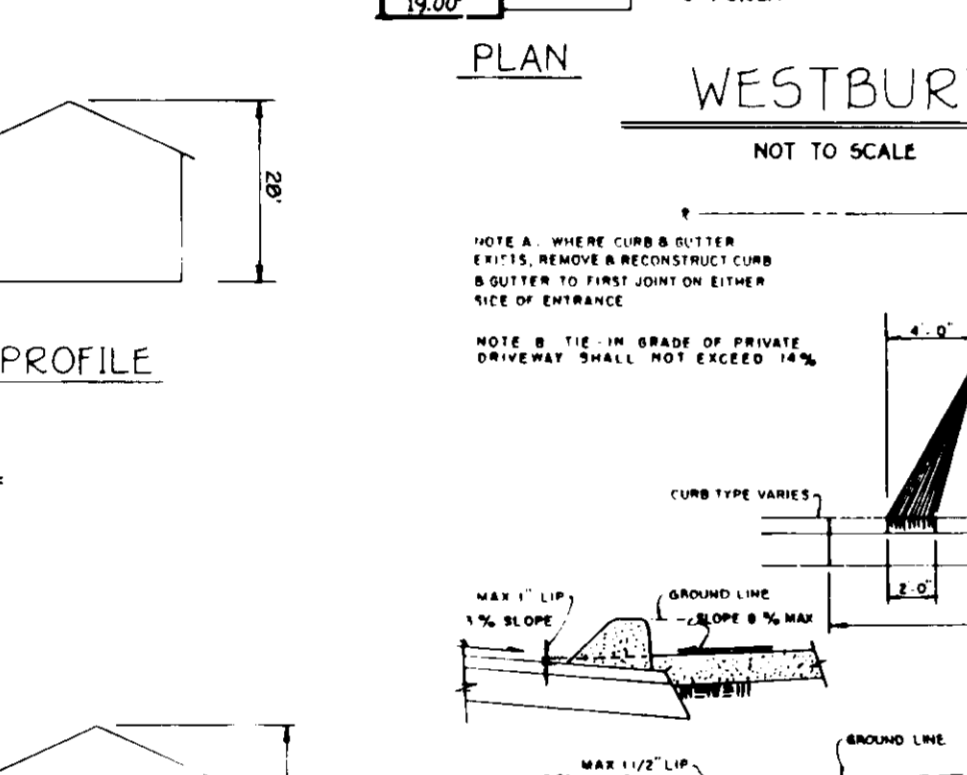 19.00'
PLAN
WESTBUR
NOT TO SCALE
20'
NOTE A. WHERE CURB & GUTTER
EXISTS, REMOVE & RECONSTRUCT CURB
& GUTTER TO FIRST JOINT ON EITHER
SIDE OF ENTRANCE
NOTE B TIE-IN GRADE OF PRIVATE
DRIVEWAY SHALL NOT EXCEED 14%
4'-0"
PROFILE
CURB TYPE VARIES
2'-0"
MAX 1" LIP
GROUND LINE
% SLOPE
SLOPE 8 % MAX
GROUND LINE
MAX 1 1/2" LIP